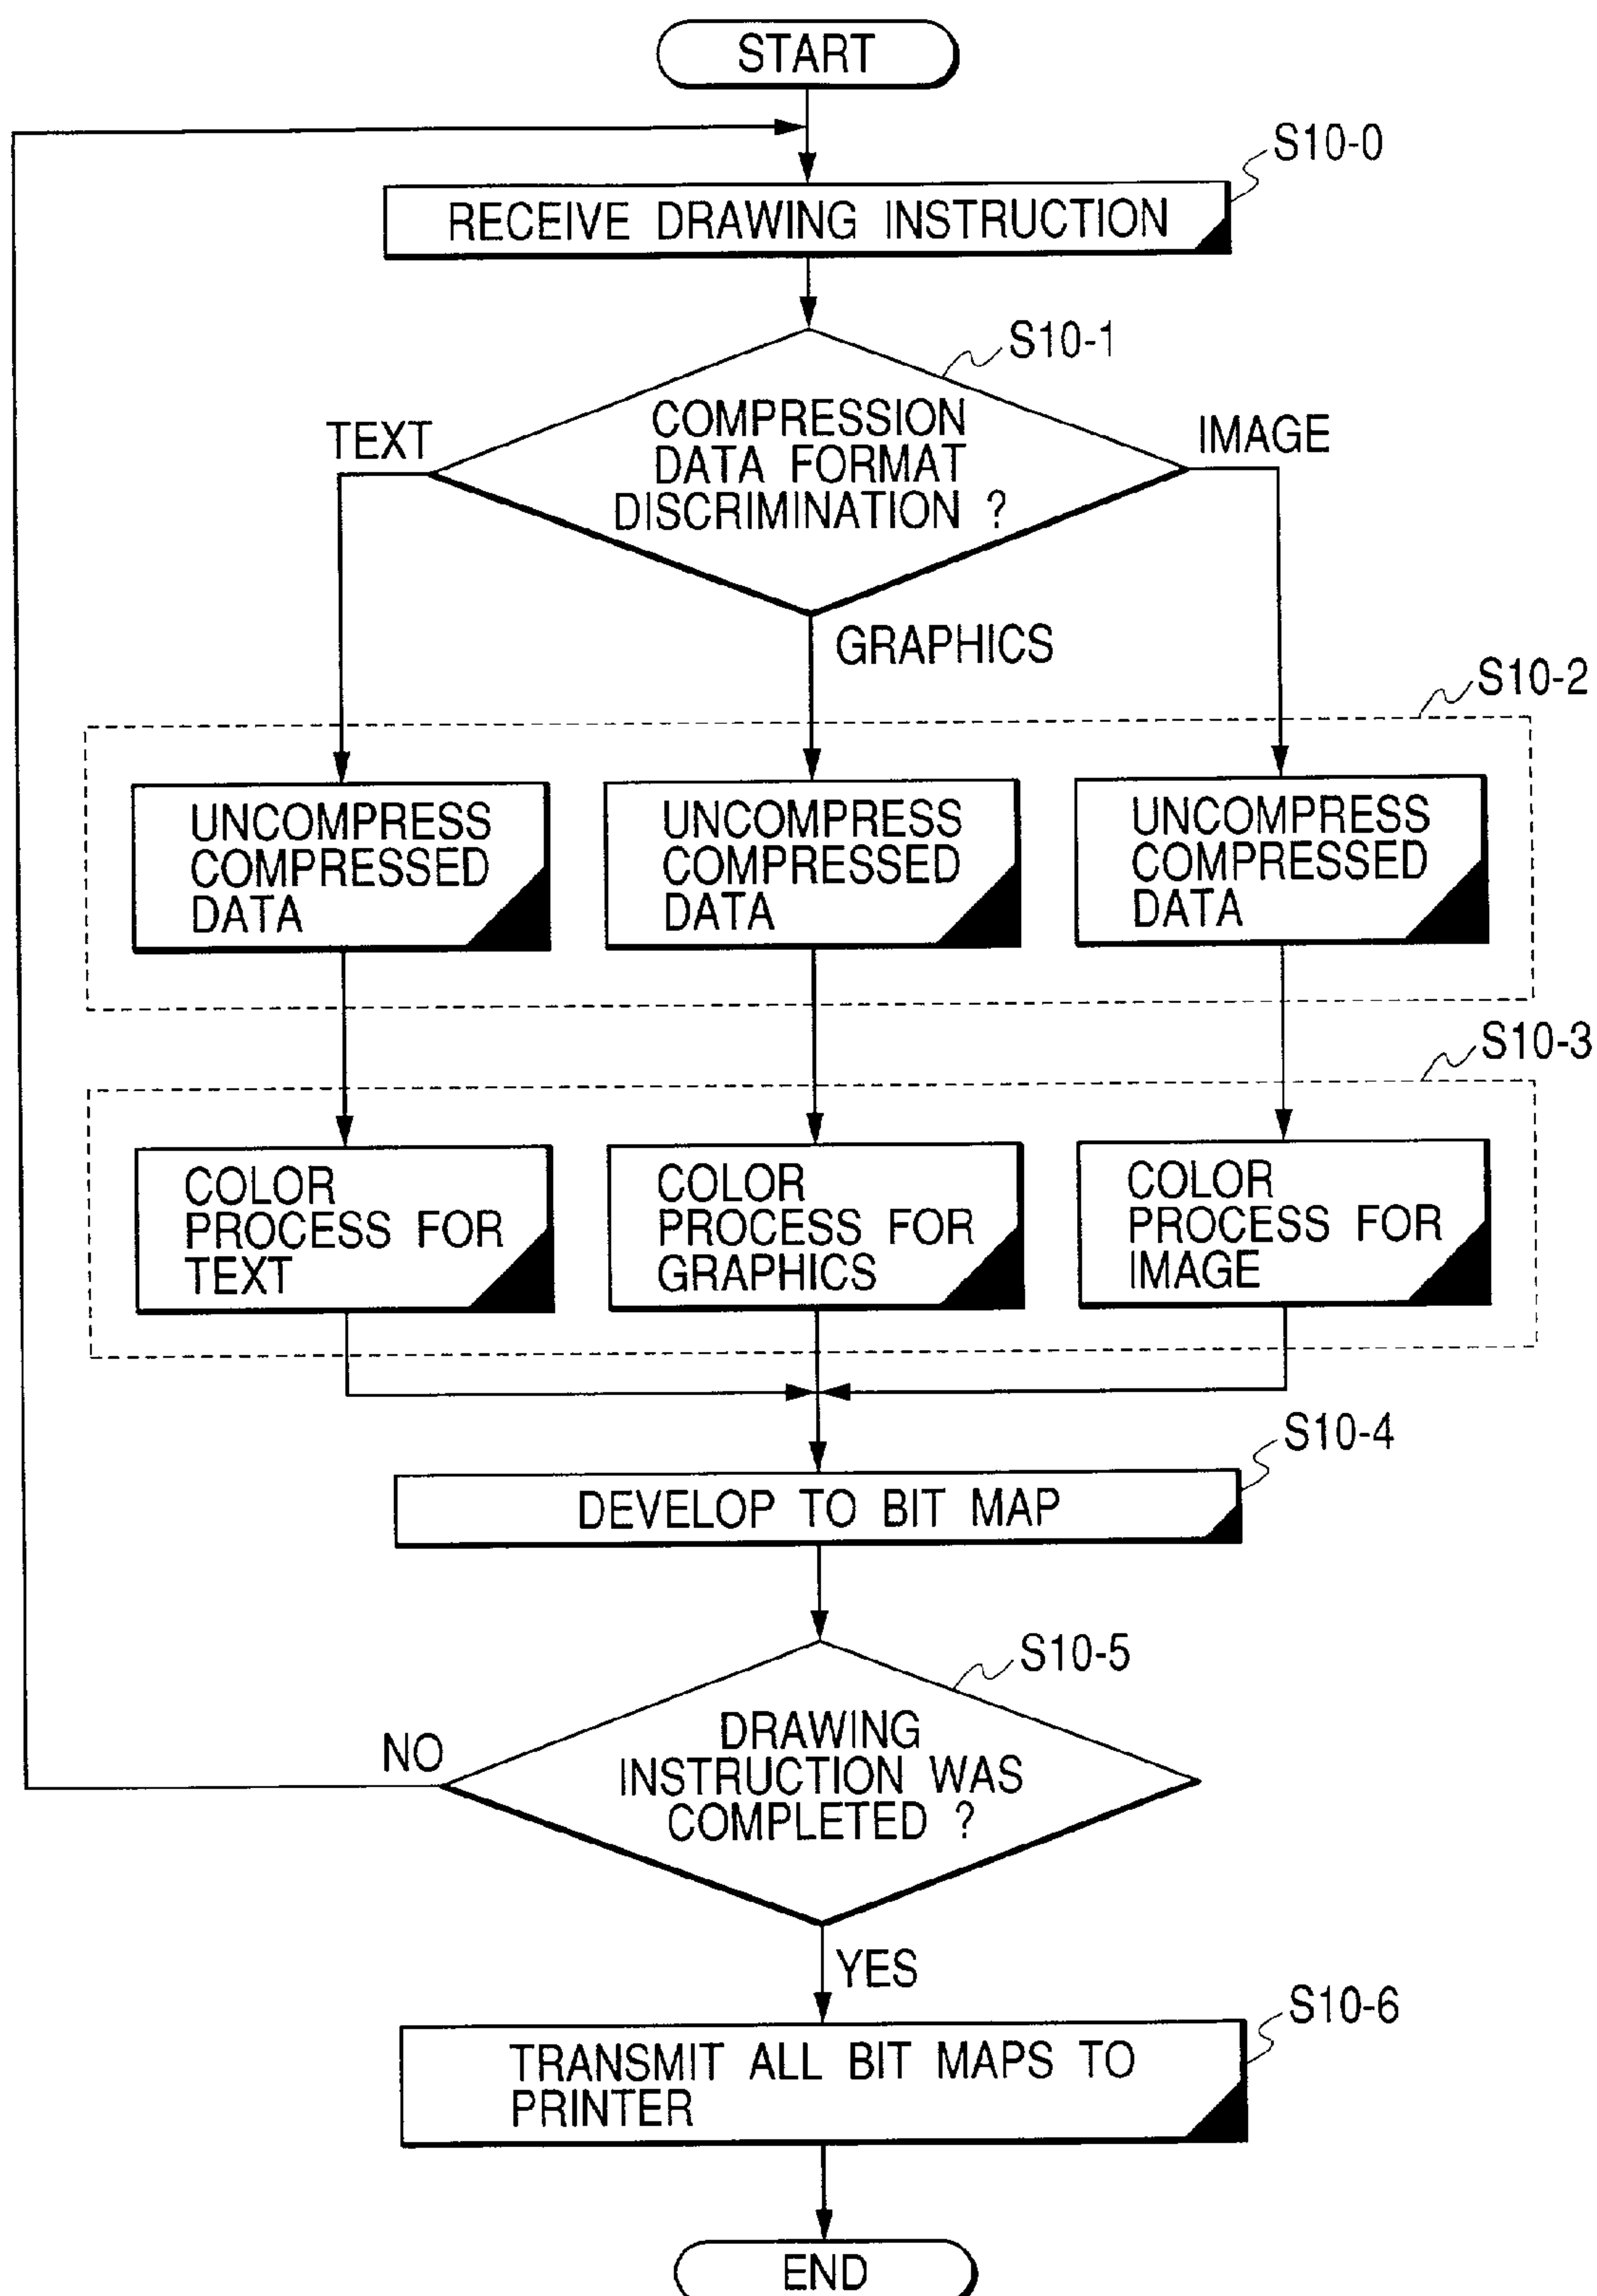 START
S10-0
RECEIVE DRAWING INSTRUCTION
S10-1
COMPRESSION
DATA FORMAT
DISCRIMINATION ?
TEXT
IMAGE
GRAPHICS
S10-2
UNCOMPRESS
COMPRESSED
DATA
UNCOMPRESS
COMPRESSED
DATA
UNCOMPRESS
COMPRESSED
DATA
S10-3
COLOR
PROCESS FOR
TEXT
COLOR
PROCESS FOR
GRAPHICS
COLOR
PROCESS FOR
IMAGE
S10-4
DEVELOP TO BIT MAP
S10-5
DRAWING
INSTRUCTION WAS
COMPLETED ?
NO
YES
S10-6
TRANSMIT ALL BIT MAPS TO
PRINTER
END